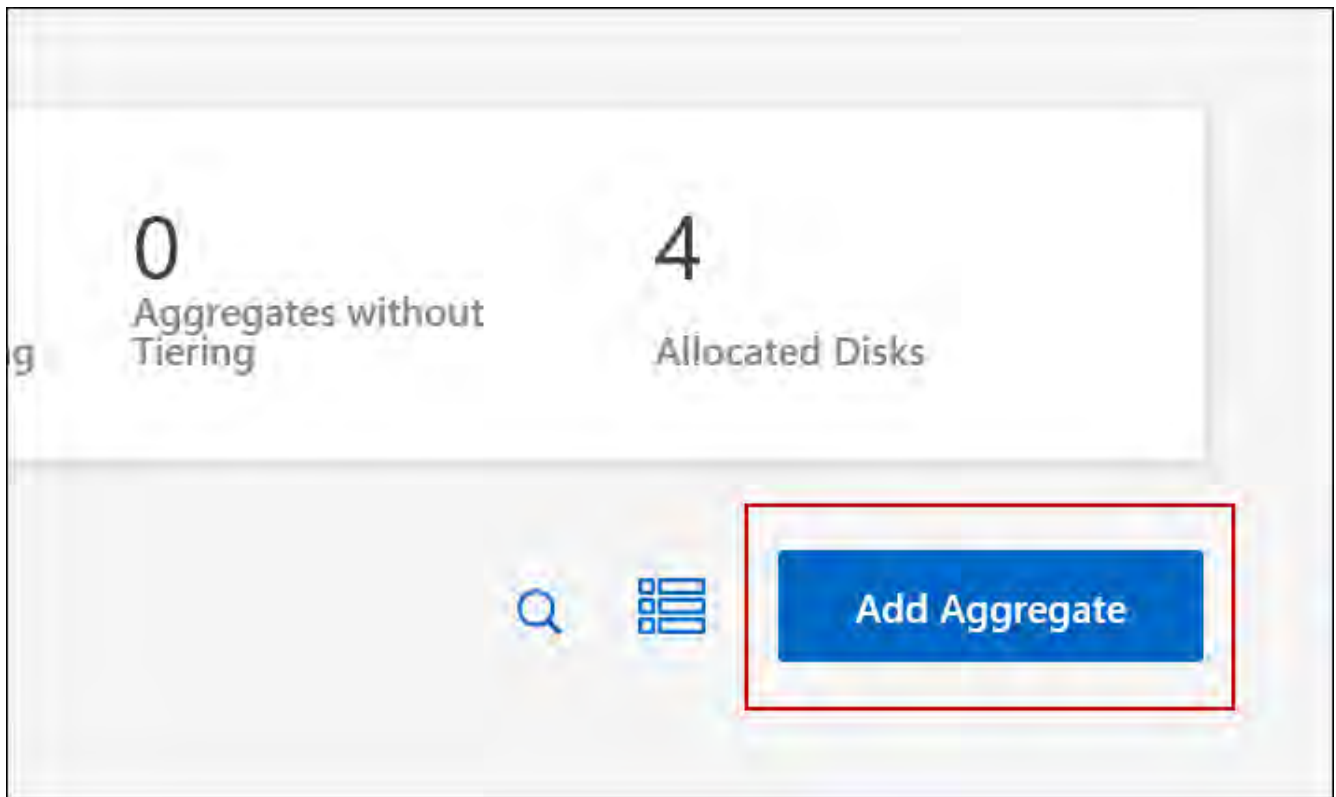 0
Aggregates without
Tiering
4
Allocated Disks
Add Aggregate